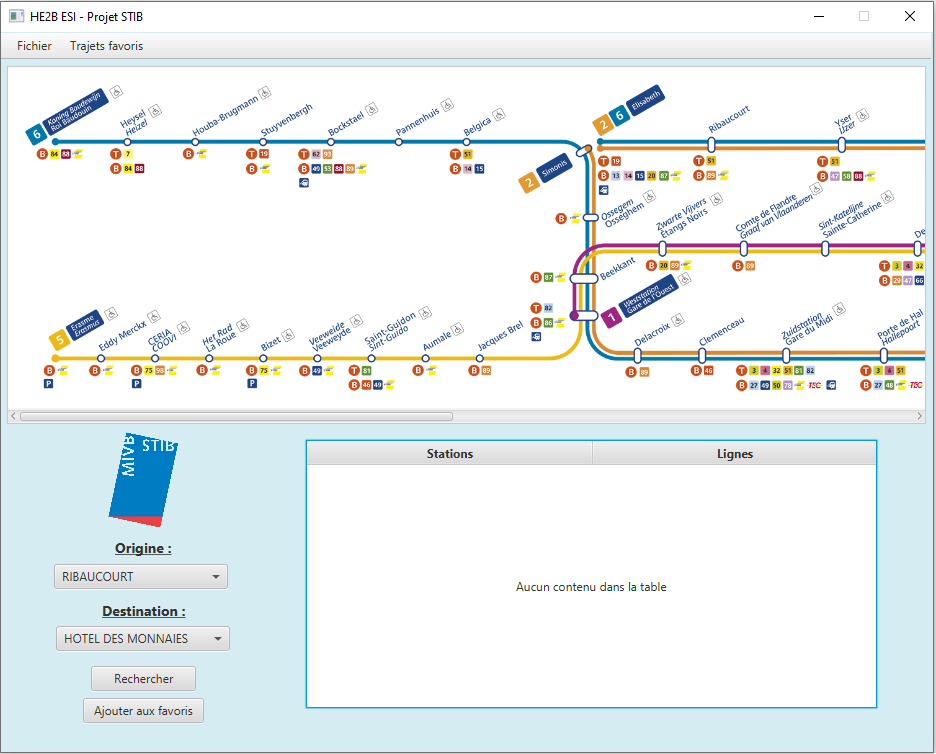 HE2B ESI - Projet STIB
Fichier Trajets favoris
6 Koning Boudewijn
Roi Baudouin
Heysel
Heizel
Houba-Brugmann
Stuyvenbergh
Bockstael
Pannenhuis
Belgica
2 6 Elisabeth
Ribaucourt
Yser
IJzer
B 84 88
T 7
B 84 88
B
T 19
B
T 62 93
B 49 53 88 89
T 51
B 14 15
2 Simonis
T 19
B 13 14 15 20 87
T 51
B 89
T 51
B 47 58 88
B
Ossegem
Osseghem
Zwarte Vijvers
Étangs Noirs
Comte de Flandre
Graaf van Vlaanderen
Sint-Katelijne
Sainte-Catherine
De
B 20 89
B 89
T 3 4 32
B 29 47 66
B 87
Beekkant
T 82
B 86
1 Weststation
Gare de l'Ouest
5 Erasme
Erasmus
Eddy Merckx
CERIA
COOVI
Het Rad
La Roue
Bizet
Veeweide
Veeweyde
Saint-Guidon
Sint-Guido
Aumale
Jacques Brel
Delacroix
Clemenceau
Zuidstation
Gare du Midi
Porte de Hal
Hallepoort
B
P
B
B 75 98
P
B
B 75
P
B 49
T 81
B 46 49
B
B 89
B 89
B 46
T 3 4 32 51 81 82
B 27 49 50 78 TEC
T 3 4 51
B 27 48 TEC
MIVB STIB
Stations Lignes
Aucun contenu dans la table
Origine :
RIBAUCOURT
Destination :
HOTEL DES MONNAIES
Rechercher
Ajouter aux favoris